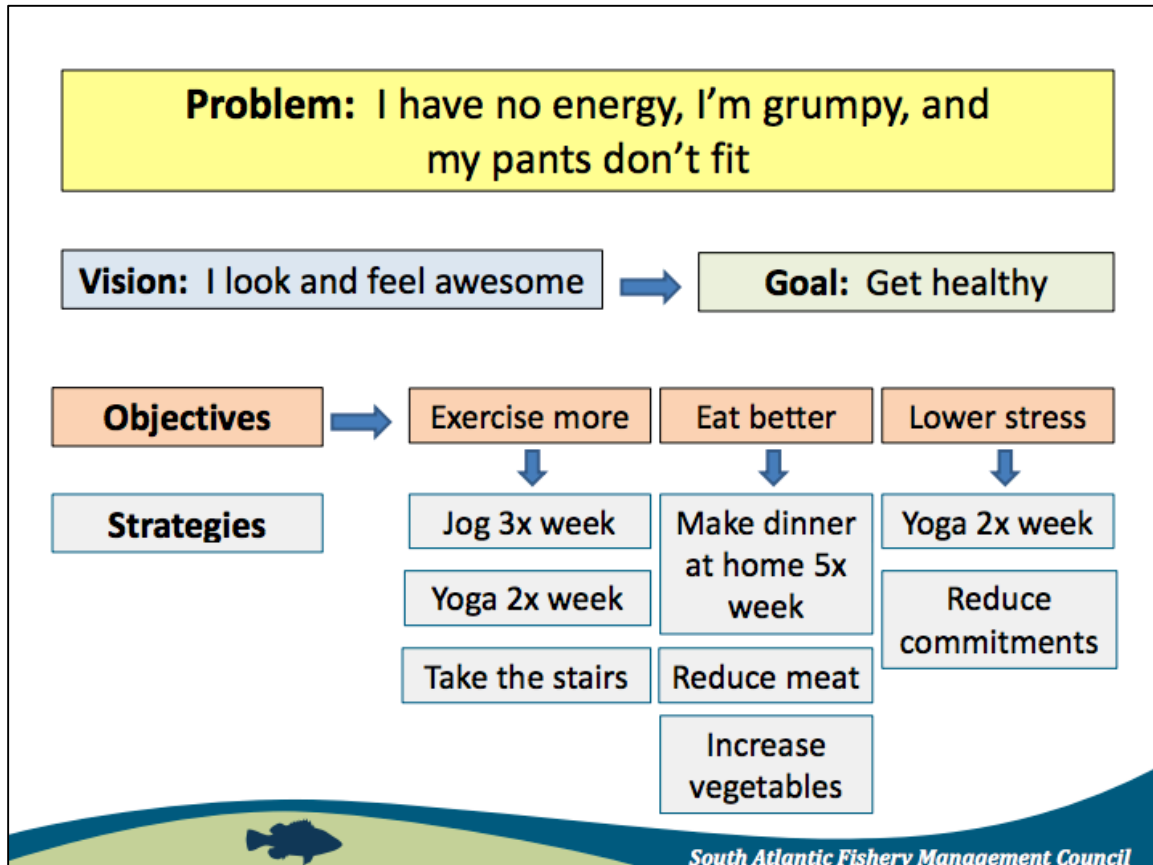 Problem: I have no energy, I'm grumpy, and
my pants don't fit
Vision: I look and feel awesome
Goal: Get healthy
Objectives
Exercise more
Eat better
Lower stress
Strategies
Jog 3x week
Yoga 2x week
Take the stairs
Make dinner
at home 5x
week
Reduce meat
Increase
vegetables
Yoga 2x week
Reduce
commitments
South Atlantic Fishery Management Council